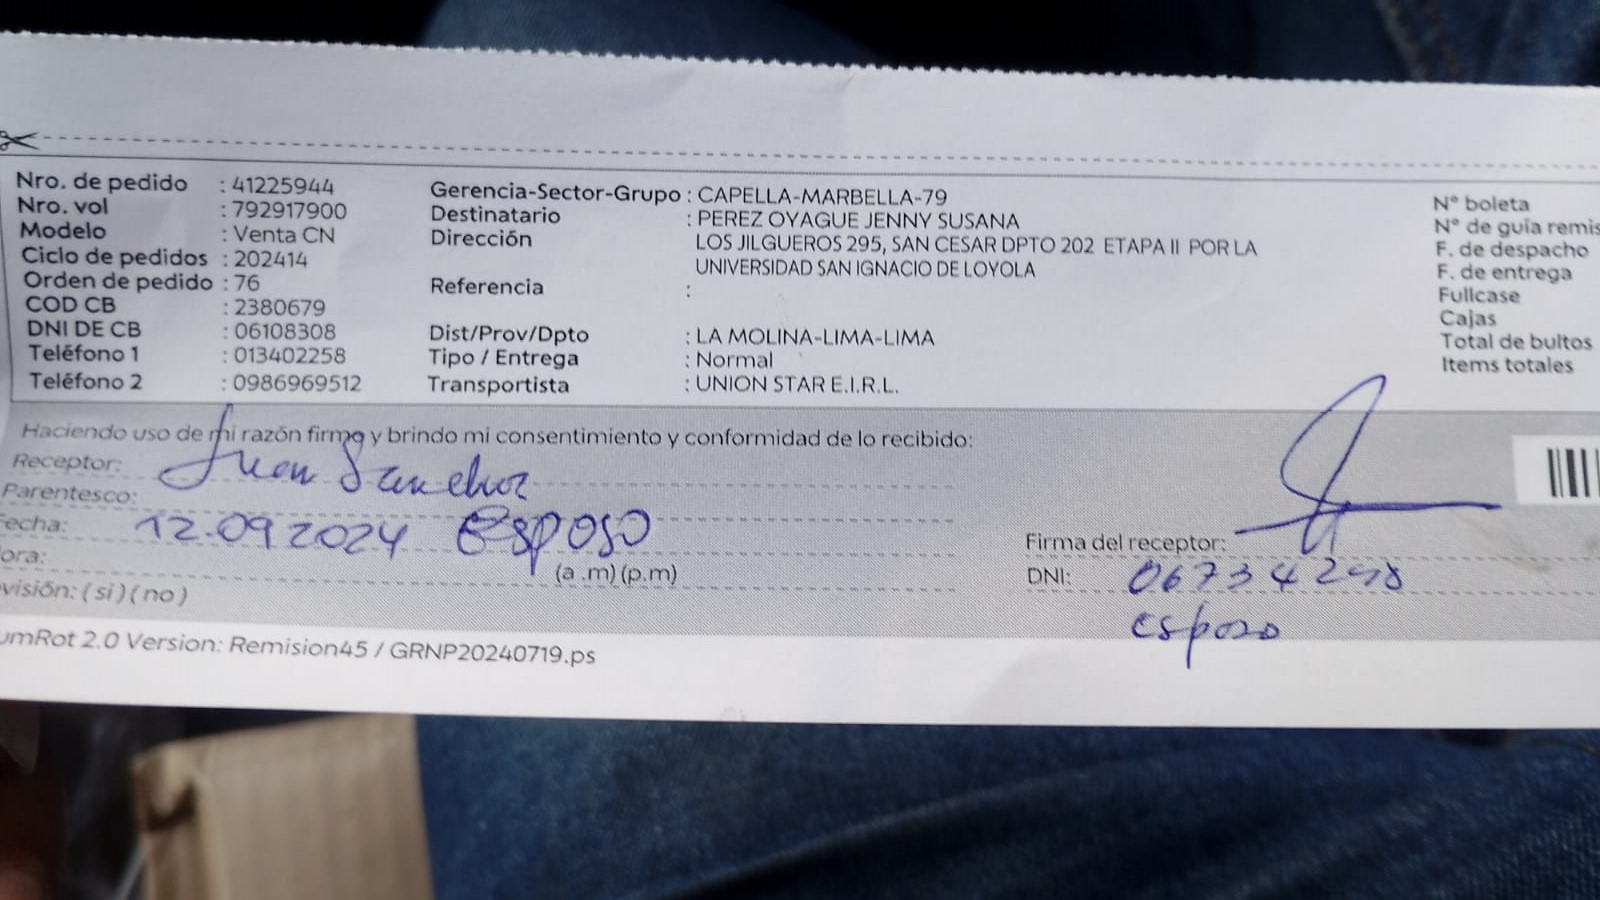 Nro. de pedido : 41225944
Nro. vol : 792917900
Modelo : Venta CN
Ciclo de pedidos : 202414
Orden de pedido : 76
COD CB : 2380679
DNI DE CB : 06108308
Teléfono 1 : 013402258
Teléfono 2 : 0986969512
Gerencia-Sector-Grupo : CAPELLA-MARBELLA-79
Destinatario : PEREZ OYAGUE JENNY SUSANA
Dirección LOS JILGUEROS 295, SAN CESAR DPTO 202 ETAPA II POR LA
UNIVERSIDAD SAN IGNACIO DE LOYOLA
Referencia :
Dist/Prov/Dpto : LA MOLINA-LIMA-LIMA
Tipo / Entrega : Normal
Transportista : UNION STAR E.I.R.L.
N° boleta
N° de guía remis
F. de despacho
F. de entrega
Fullcase
Cajas
Total de bultos
Items totales
Haciendo uso de mi razón firmo y brindo mi consentimiento y conformidad de lo recibido:
Receptor: Juan Sanchez
Parentesco:
Fecha: 12.09 2024 esposo
ora: (a .m) (p.m)
visión: ( si ) ( no )
Firma del receptor:
DNI:
esposo
umRot 2.0 Version: Remision45 / GRNP20240719.ps